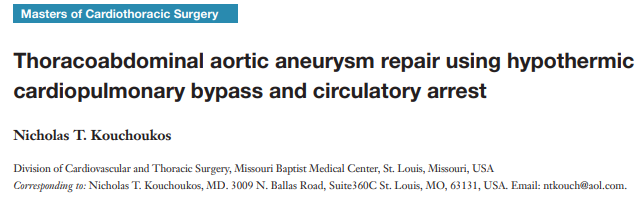 Masters of Cardiothoracic Surgery
Thoracoabdominal aortic aneurysm repair using hypothermic
cardiopulmonary bypass and circulatory arrest
Nicholas T. Kouchoukos
Division of Cardiovascular and Thoracic Surgery, Missouri Baptist Medical Center, St. Louis, Missouri, USA
Corresponding to: Nicholas T. Kouchoukos, MD. 3009 N. Ballas Road, Suite360C St. Louis, MO, 63131, USA. Email: ntkouch@aol.com.